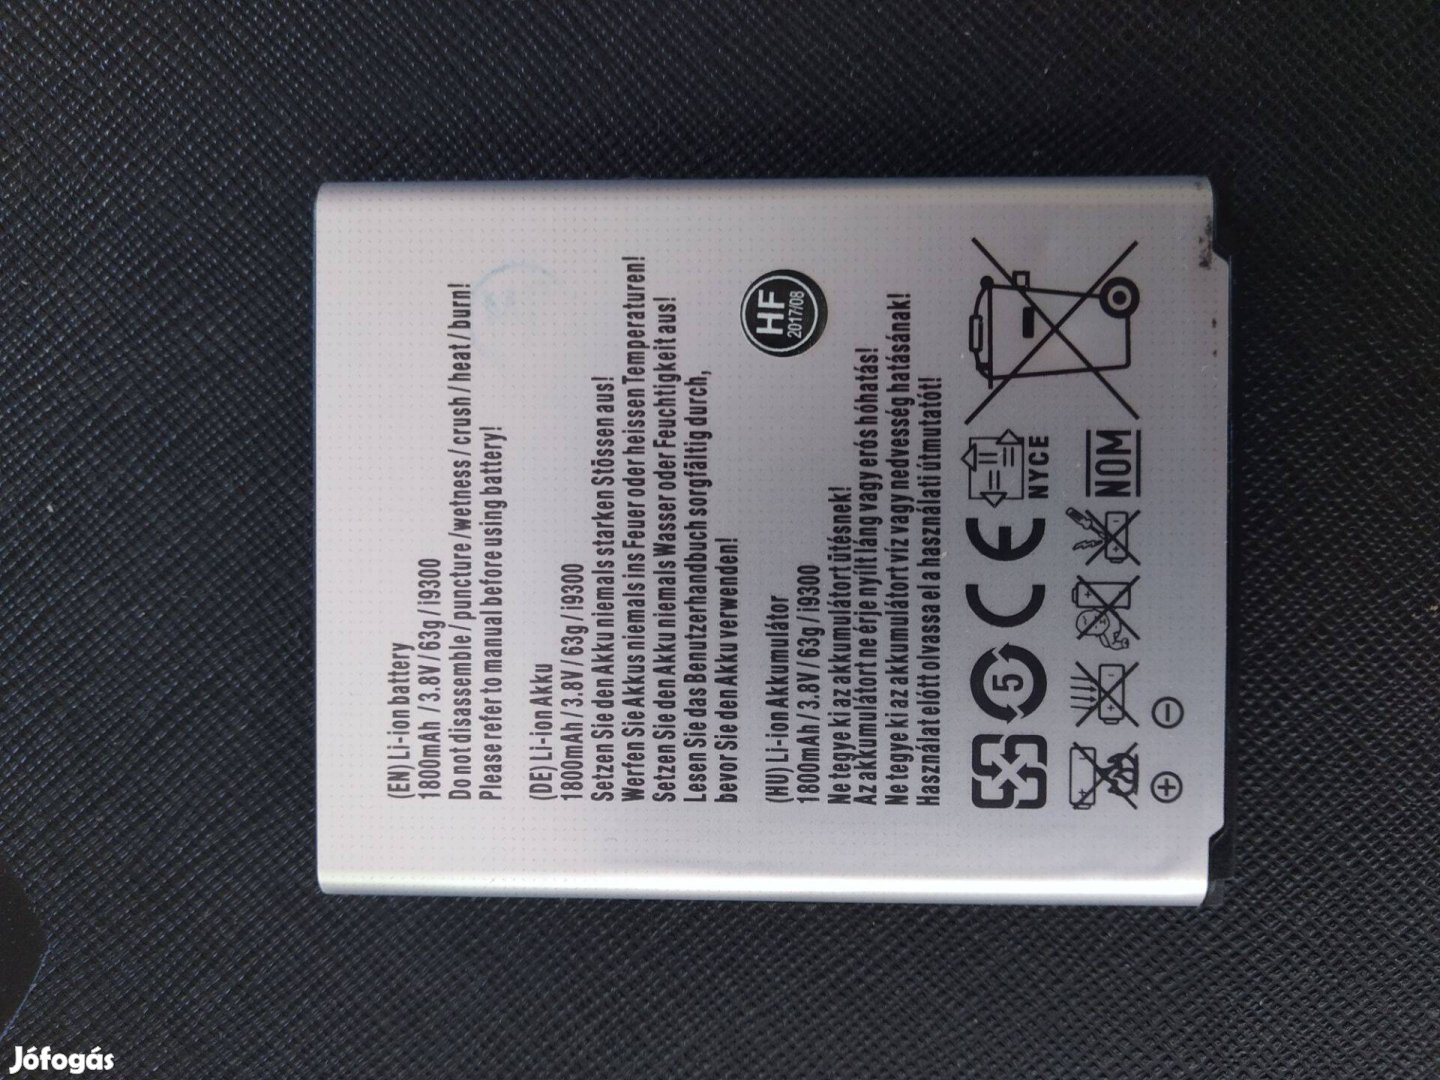 (EN) Li-ion battery
1800mAh / 3.8V / 63g / i9300
Do not disassemble / puncture / wetness / crush / heat / burn!
Please refer to manual before using battery!
(DE) Li-ion Akku
1800mAh / 3.8V / 63g / i9300
Setzen Sie den Akku niemals starken Stössen aus!
Werfen Sie Akkus niemals ins Feuer oder heissen Temperaturen!
Setzen Sie den Akku niemals Wasser oder Feuchtigkeit aus!
Lesen Sie das Benutzerhandbuch sorgfältig durch,
bevor Sie den Akku verwenden!
(HU) Li-ion Akkumulátor
1800mAh / 3.8V / 63g / i9300
Ne tegye ki az akkumulátort ütésnek!
Az akkumulátort ne érje nyílt láng vagy erós hóhatás!
Ne tegye ki az akkumulátort víz vagy nedvesség hatásának!
Használat elótt olvassa el a használati útmutatót!
HF
2017/08
5
CE
NYCE
NOM
+ −
Jófogás